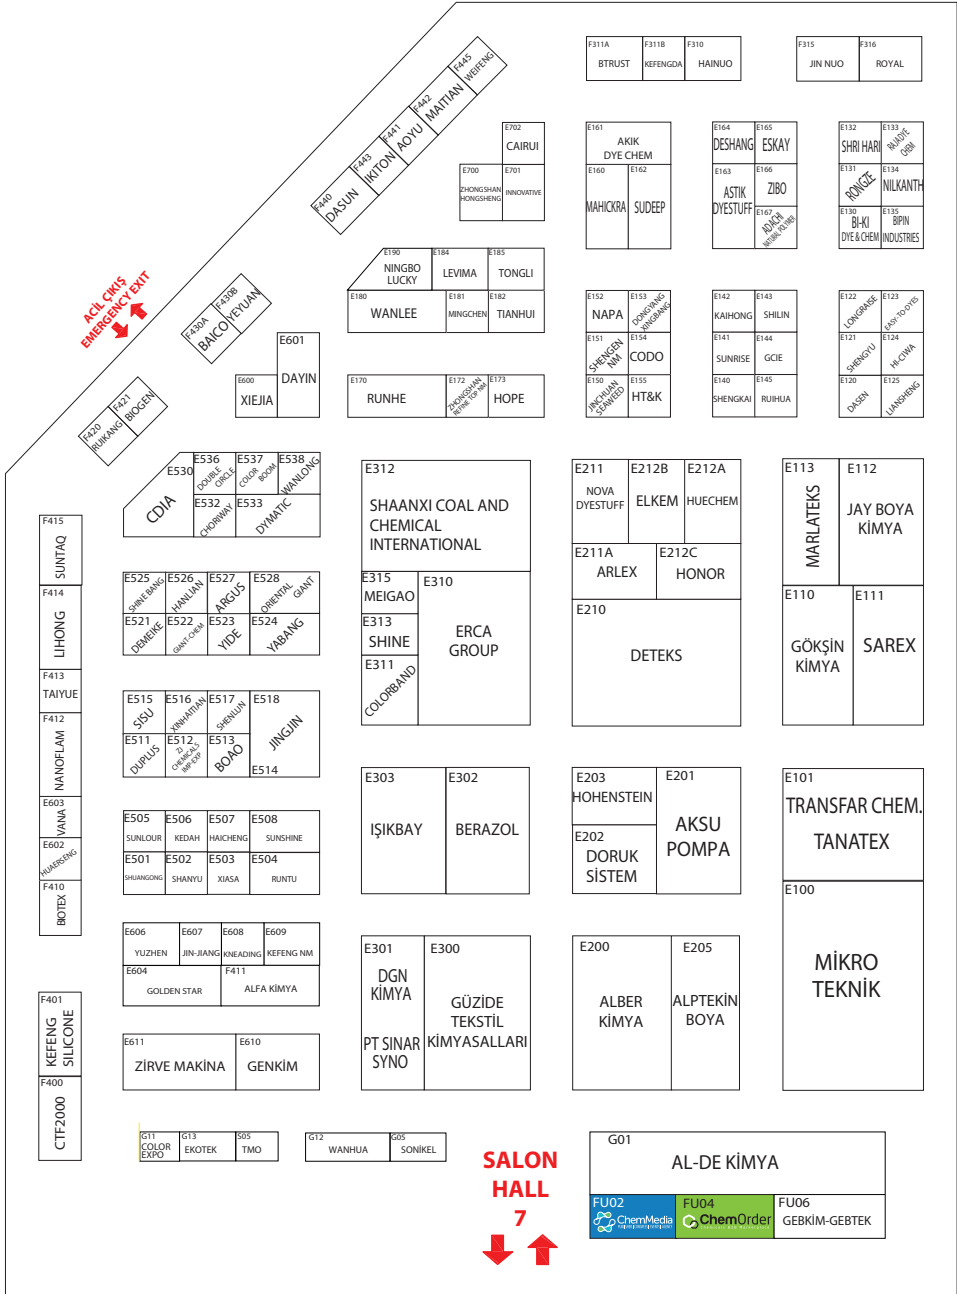 F311A
BTRUST
F311B
KEFENGDA
F310
HAINUO
F315
JIN NUO
F316
ROYAL
F445
WEIFENG
F442
MAITIAN
F441
AOYU
F443
IKITON
F440
DASUN
E702
CAIRUI
E700
ZHONGSHAN
HONGSHENG
E701
INNOVATIVE
E161
AKIK
DYE CHEM
E160
MAHICKRA
E162
SUDEEP
E164
DESHANG
E165
ESKAY
E163
ASTIK
DYESTUFF
E166
ZIBO
E167
ADACHI
NATURAL POLYMER
E132
SHRI HARI
E133
RAJADYE
CHEM
E131
RONGZE
E134
NILKANTH
E130
BI-KI
DYE & CHEM
E135
BIPIN
INDUSTRIES
ACİL ÇIKIŞ
EMERGENCY EXIT
F430B
YEYUAN
F430A
BAICO
E190
NINGBO
LUCKY
E184
LEVIMA
E185
TONGLI
E180
WANLEE
E181
MINGCHEN
E182
TIANHUI
E152
NAPA
E153
DONGYANG
XINGBANG
E151
SHENGEN
NM
E154
CODO
E150
JINCHUAN
SEAWEED
E155
HT&K
E142
KAIHONG
E143
SHILIN
E141
SUNRISE
E144
GCIE
E140
SHENGKAI
E145
RUIHUA
E122
LONGRAISE
E123
EASY-TO-DYES
E121
SHENGYU
E124
HI-CIWA
E120
DASEN
E125
LIANSHENG
E601
DAYIN
E600
XIEJIA
E170
RUNHE
E172
ZHONGSHAN
REFINE TOP NM
E173
HOPE
F421
BIOGEN
F420
RUIKANG
E530
CDIA
E536
DOUBLE
CIRCLE
E537
COLOR
BOOM
E538
WANLONG
E532
CHORIWAY
E533
DYMATIC
E312
SHAANXI COAL AND
CHEMICAL
INTERNATIONAL
E315
MEIGAO
E310
ERCA
GROUP
E313
SHINE
E311
COLORBAND
E211
NOVA
DYESTUFF
E212B
ELKEM
E212A
HUECHEM
E211A
ARLEX
E212C
HONOR
E210
DETEKS
E113
MARLATEKS
E112
JAY BOYA
KİMYA
E110
GÖKŞİN
KİMYA
E111
SAREX
F415
SUNTAQ
F414
LIHONG
F413
TAIYUE
F412
NANOFLAM
E603
VANA
E602
HUAERSENG
F410
BIOTEX
E525
SHINE BANG
E526
HANLIAN
E527
ARGUS
E528
ORIENTAL
GIANT
E521
DEMEIKE
E522
GIANT-CHEM
E523
YIDE
E524
YABANG
E515
SISU
E516
XINHAITIAN
E517
SHENLUN
E518
JINGJIN
E514
E511
DUPLUS
E512
ZJ
CHEMICALS
IMP-EXP
E513
BOAO
E505
SUNLOUR
E506
KEDAH
E507
HAICHENG
E508
SUNSHINE
E501
SHUANGONG
E502
SHANYU
E503
XIASA
E504
RUNTU
E303
IŞIKBAY
E302
BERAZOL
E203
HOHENSTEIN
E202
DORUK
SİSTEM
E201
AKSU
POMPA
E101
TRANSFAR CHEM.
TANATEX
E100
MİKRO
TEKNİK
E606
YUZHEN
E607
JIN-JIANG
E608
KNEADING
E609
KEFENG NM
E604
GOLDEN STAR
F411
ALFA KİMYA
E301
DGN
KİMYA
PT SINAR
SYNO
E300
GÜZİDE
TEKSTİL
KİMYASALLARI
E200
ALBER
KİMYA
E205
ALPTEKİN
BOYA
F401
KEFENG
SILICONE
F400
CTF2000
E611
ZİRVE MAKİNA
E610
GENKİM
G11
COLOR
EXPO
G13
EKOTEK
S05
TMO
G12
WANHUA
G05
SONİKEL
SALON
HALL
7
G01
AL-DE KİMYA
FU02
ChemMedia
FU04
ChemOrder
FU06
GEBKİM-GEBTEK